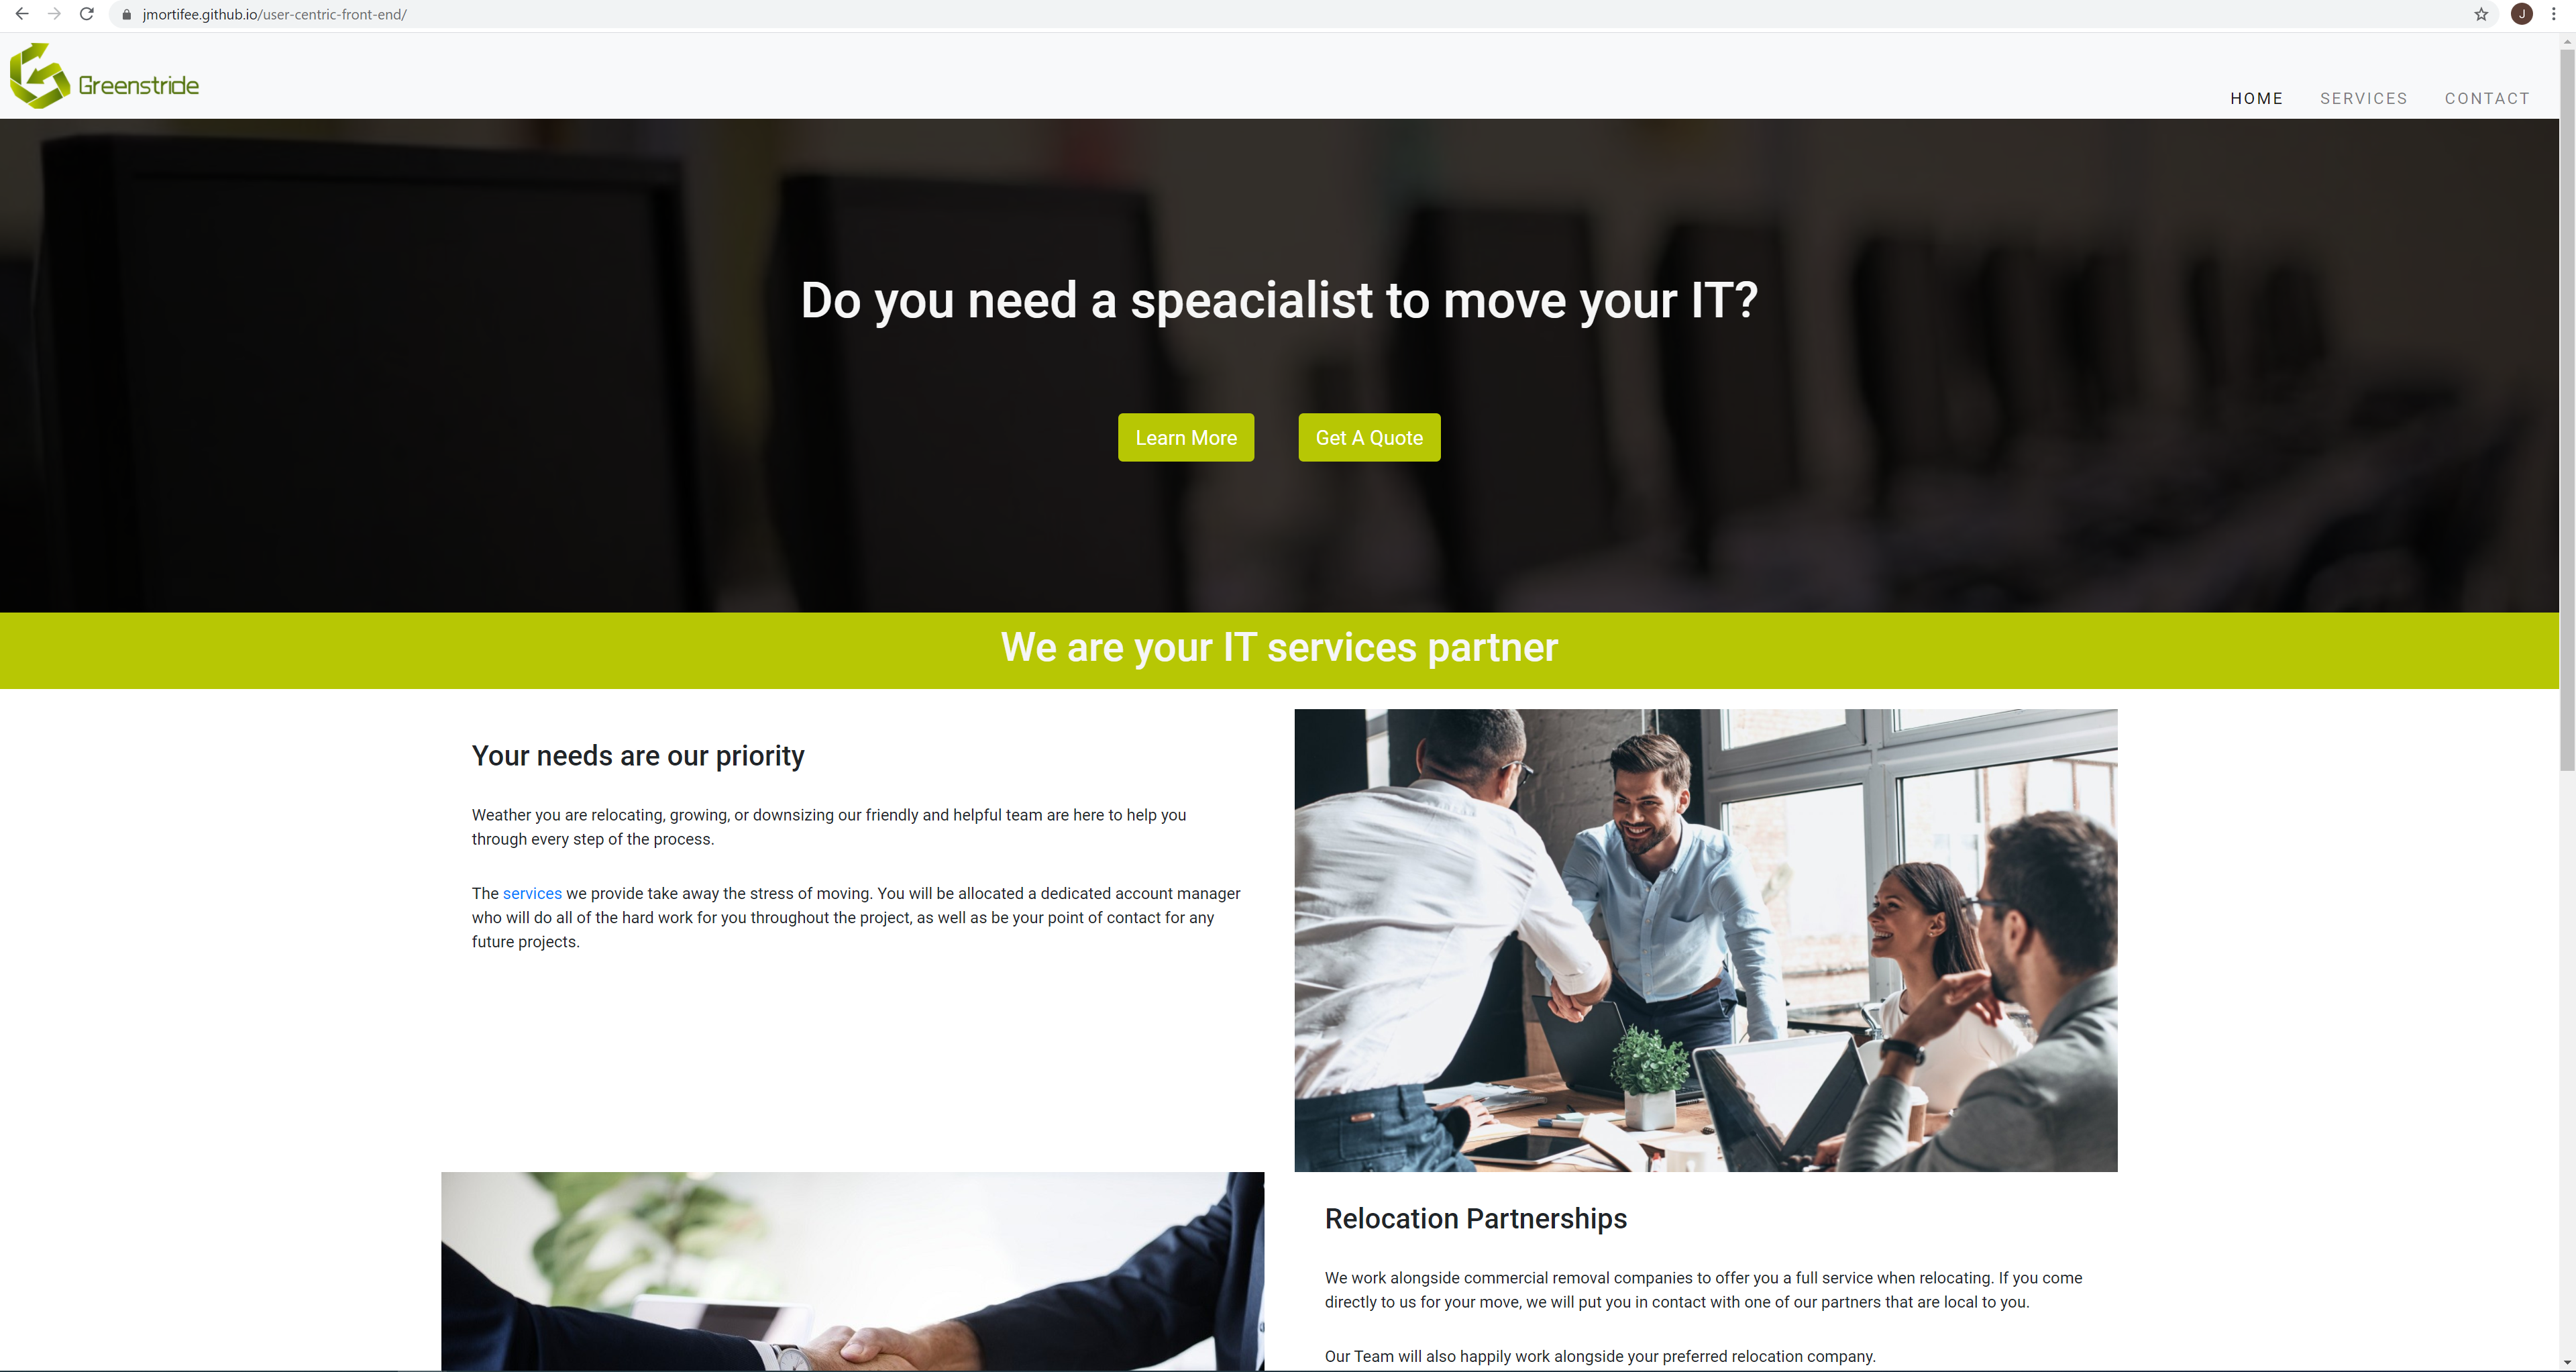 jmortifee.github.io/user-centric-front-end/
J
Greenstride
HOME SERVICES CONTACT
Do you need a speacialist to move your IT?
Learn More Get A Quote
We are your IT services partner
Your needs are our priority
Weather you are relocating, growing, or downsizing our friendly and helpful team are here to help you
through every step of the process.
The services we provide take away the stress of moving. You will be allocated a dedicated account manager
who will do all of the hard work for you throughout the project, as well as be your point of contact for any
future projects.
Relocation Partnerships
We work alongside commercial removal companies to offer you a full service when relocating. If you come
directly to us for your move, we will put you in contact with one of our partners that are local to you.
Our Team will also happily work alongside your preferred relocation company.